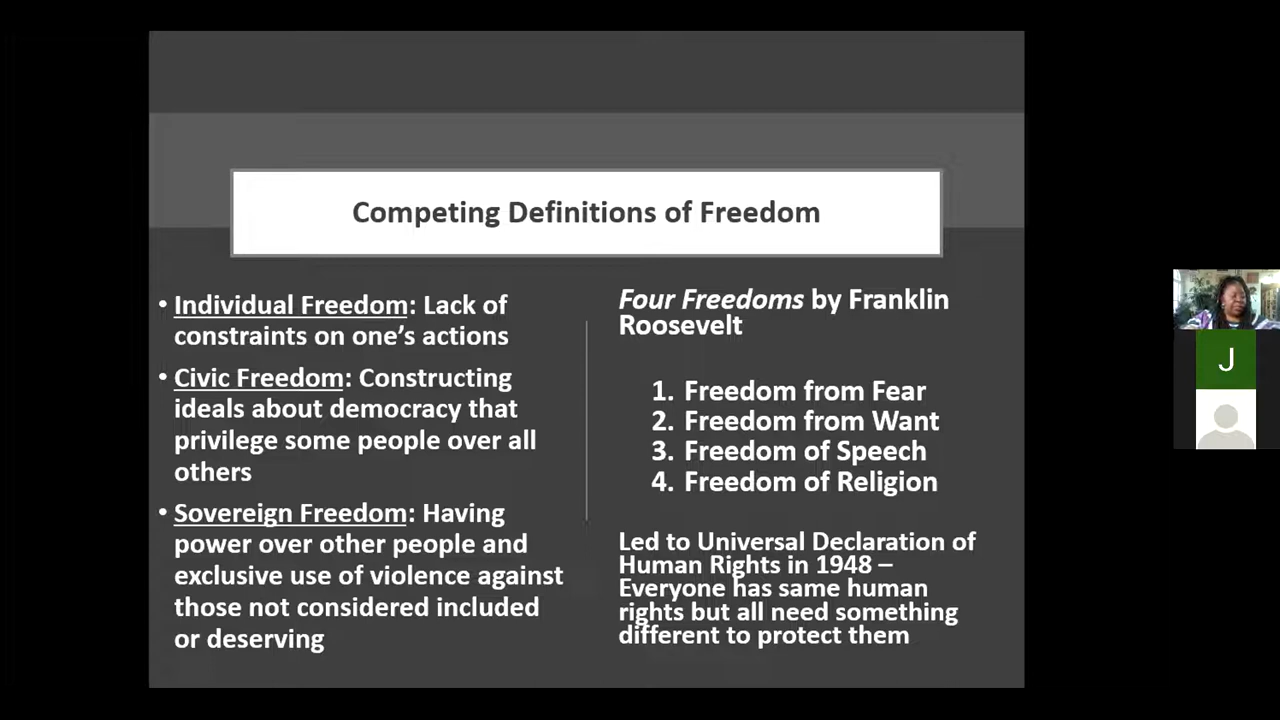 Competing Definitions of Freedom
• Individual Freedom: Lack of
constraints on one's actions
• Civic Freedom: Constructing
ideals about democracy that
privilege some people over all
others
• Sovereign Freedom: Having
power over other people and
exclusive use of violence against
those not considered included
or deserving
Four Freedoms by Franklin
Roosevelt
1. Freedom from Fear
2. Freedom from Want
3. Freedom of Speech
4. Freedom of Religion
Led to Universal Declaration of
Human Rights in 1948 –
Everyone has same human
rights but all need something
different to protect them
J